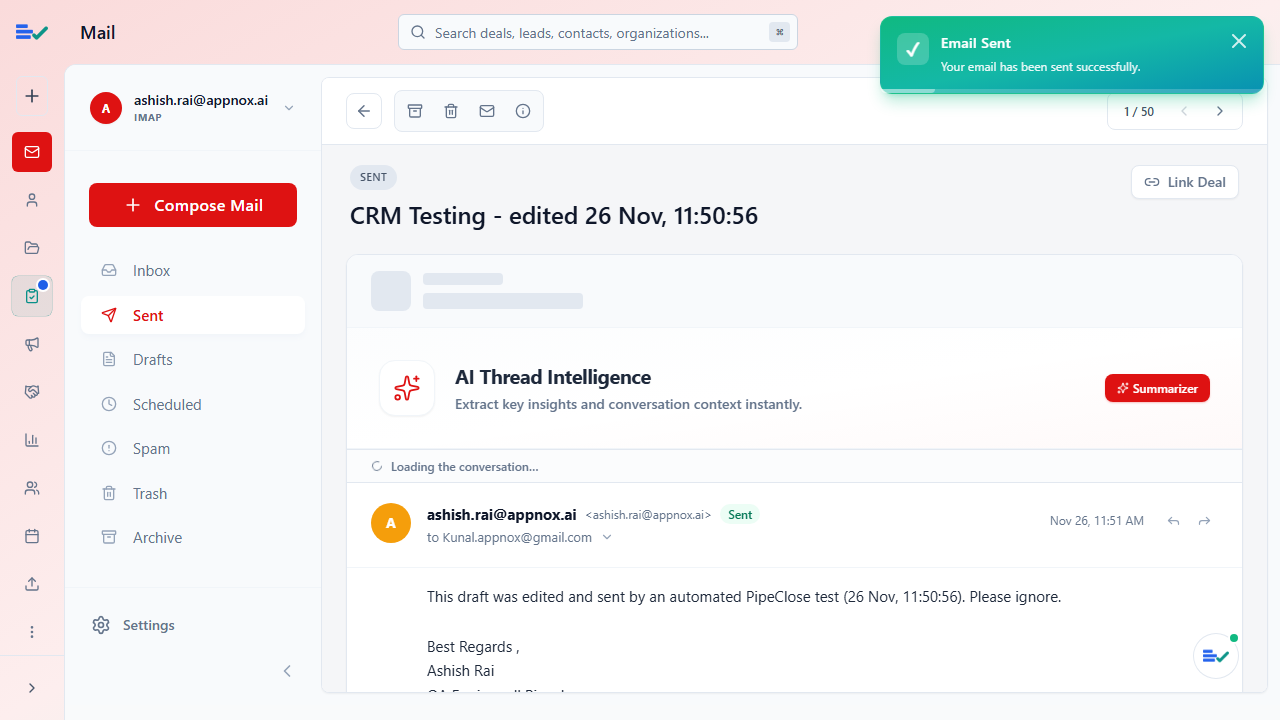 Mail
Search deals, leads, contacts, organizations...
⌘
Email Sent
Your email has been sent successfully.
A
ashish.rai@appnox.ai
IMAP
Compose Mail
Inbox
Sent
Drafts
Scheduled
Spam
Trash
Archive
Settings
1 / 50
SENT
Link Deal
CRM Testing - edited 26 Nov, 11:50:56
AI Thread Intelligence
Extract key insights and conversation context instantly.
Summarizer
Loading the conversation...
A
ashish.rai@appnox.ai <ashish.rai@appnox.ai> Sent
Nov 26, 11:51 AM
to Kunal.appnox@gmail.com
This draft was edited and sent by an automated PipeClose test (26 Nov, 11:50:56). Please ignore.
Best Regards ,
Ashish Rai